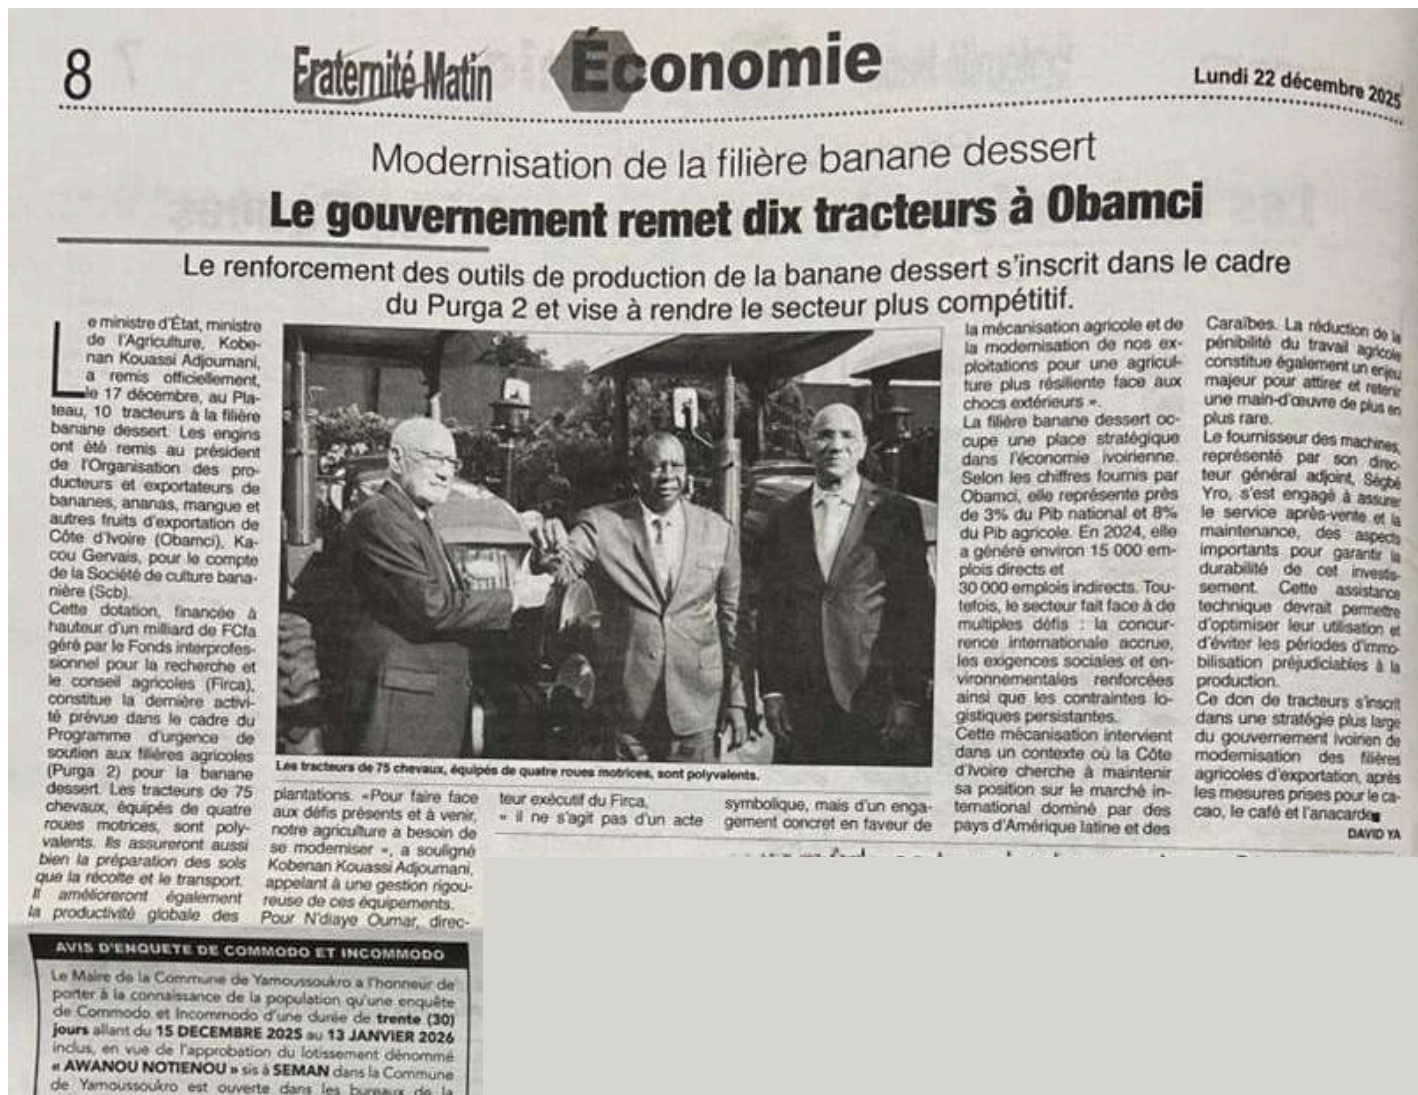 8
Fraternité Matin
Économie
Lundi 22 décembre 2025
Modernisation de la filière banane dessert
Le gouvernement remet dix tracteurs à Obamci
Le renforcement des outils de production de la banane dessert s'inscrit dans le cadre
du Purga 2 et vise à rendre le secteur plus compétitif.
Le ministre d'État, ministre
de l'Agriculture, Kobe-
nan Kouassi Adjoumani,
a remis officiellement,
le 17 décembre, au Pla-
teau, 10 tracteurs à la filière
banane dessert. Les engins
ont été remis au président
de l'Organisation des pro-
ducteurs et exportateurs de
bananes, ananas, mangue et
autres fruits d'exportation de
Côte d'Ivoire (Obamci), Ka-
cou Gervais, pour le compte
de la Société de culture bana-
nière (Scb).
Cette dotation, financée à
hauteur d'un milliard de FCfa
géré par le Fonds interprofes-
sionnel pour la recherche et
le conseil agricoles (Firca),
constitue la dernière activi-
té prévue dans le cadre du
Programme d'urgence de
soutien aux filières agricoles
(Purga 2) pour la banane
dessert. Les tracteurs de 75
chevaux, équipés de quatre
roues motrices, sont poly-
valents. Ils assureront aussi
bien la préparation des sols
que la récolte et le transport.
Il amélioreront également
la productivité globale des
Les tracteurs de 75 chevaux, équipés de quatre roues motrices, sont polyvalents.
plantations. «Pour faire face
aux défis présents et à venir,
notre agriculture a besoin de
se moderniser », a souligné
Kobenan Kouassi Adjoumani,
appelant à une gestion rigou-
reuse de ces équipements.
Pour N'diaye Oumar, direc-
teur exécutif du Firca,
« il ne s'agit pas d'un acte
symbolique, mais d'un enga-
gement concret en faveur de
la mécanisation agricole et de
la modernisation de nos ex-
ploitations pour une agricul-
ture plus résiliente face aux
chocs extérieurs ».
La filière banane dessert oc-
cupe une place stratégique
dans l'économie ivoirienne.
Selon les chiffres fournis par
Obamci, elle représente près
de 3% du Pib national et 8%
du Pib agricole. En 2024, elle
a généré environ 15 000 em-
plois directs et
30 000 emplois indirects. Tou-
tefois, le secteur fait face à de
multiples défis : la concur-
rence internationale accrue,
les exigences sociales et en-
vironnementales renforcées
ainsi que les contraintes lo-
gistiques persistantes.
Cette mécanisation intervient
dans un contexte où la Côte
d'Ivoire cherche à maintenir
sa position sur le marché in-
ternational dominé par des
pays d'Amérique latine et des
Caraïbes. La réduction de la
pénibilité du travail agricole
constitue également un enjeu
majeur pour attirer et retenir
une main-d'œuvre de plus en
plus rare.
Le fournisseur des machines,
représenté par son direc-
teur général adjoint, Ségbé
Yro, s'est engagé à assurer
le service après-vente et la
maintenance, des aspects
importants pour garantir la
durabilité de cet investis-
sement. Cette assistance
technique devrait permettre
d'optimiser leur utilisation et
d'éviter les périodes d'immo-
bilisation préjudiciables à la
production.
Ce don de tracteurs s'inscrit
dans une stratégie plus large
du gouvernement ivoirien de
modernisation des filières
agricoles d'exportation, après
les mesures prises pour le ca-
cao, le café et l'anacarde
DAVID YA
AVIS D'ENQUETE DE COMMODO ET INCOMMODO
Le Maire de la Commune de Yamoussoukro a l'honneur de
porter à la connaissance de la population qu'une enquête
de Commodo et Incommodo d'une durée de trente (30)
jours allant du 15 DECEMBRE 2025 au 13 JANVIER 2026
inclus, en vue de l'approbation du lotissement dénommé
« AWANOU NOTIENOU » sis à SEMAN dans la Commune
de Yamoussoukro est ouverte dans les bureaux de la